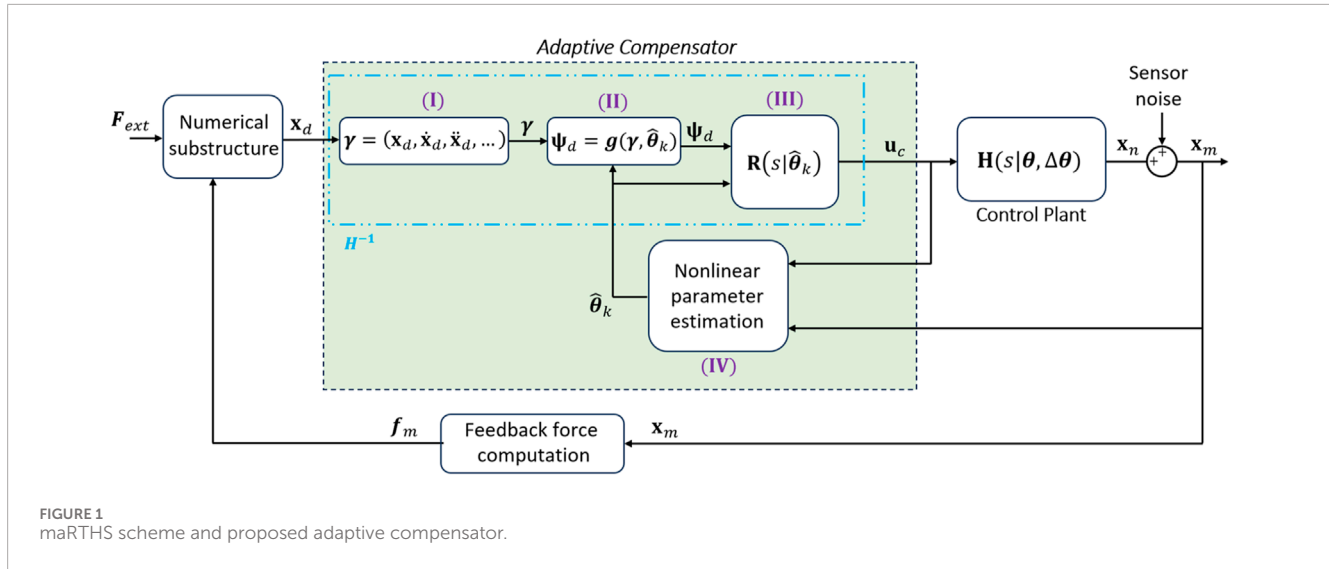 Adaptive Compensator
Sensor
noise
(I)
(II)
(III)
F_ext
Numerical
substructure
x_d
γ = (x_d, ẋ_d, ẍ_d, …)
γ
ψ_d = g(γ, θ̂_k)
ψ_d
R(s|θ̂_k)
u_c
H(s|θ, Δθ)
Control Plant
x_n
+
+
x_m
H⁻¹
θ̂_k
Nonlinear
parameter
estimation
(IV)
f_m
Feedback force
computation
x_m
FIGURE 1
maRTHS scheme and proposed adaptive compensator.